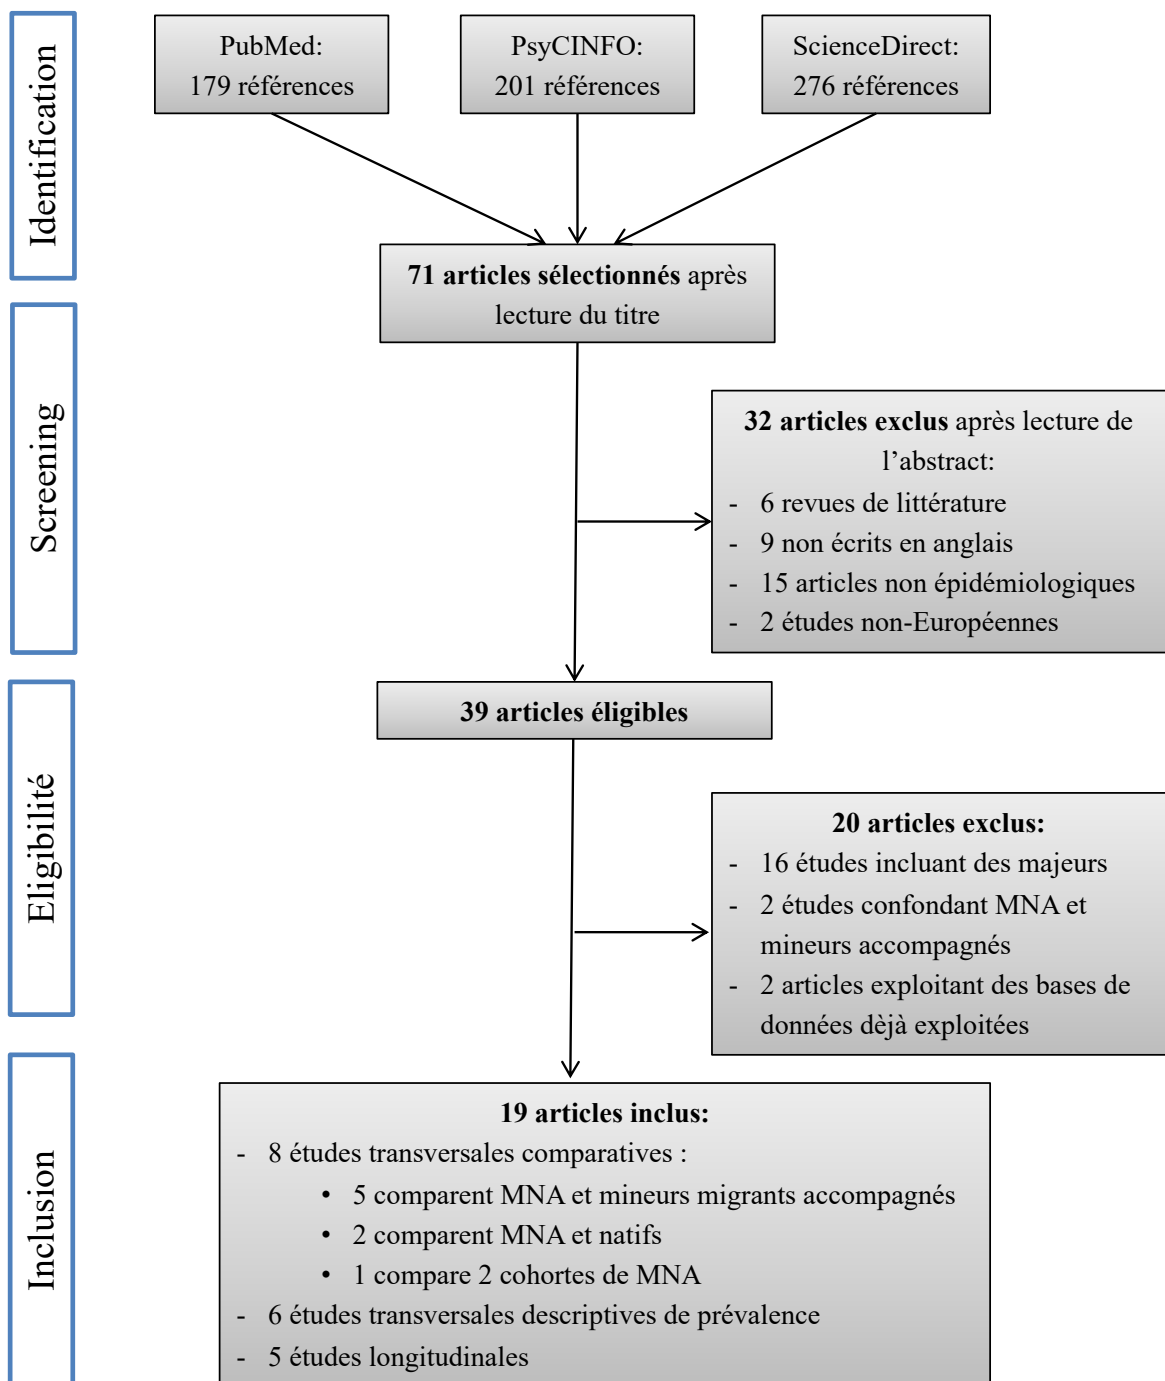 Identification
PubMed:
179 références
PsyCINFO:
201 références
ScienceDirect:
276 références
71 articles sélectionnés après
lecture du titre
Screening
32 articles exclus après lecture de
l’abstract:
- 6 revues de littérature
- 9 non écrits en anglais
- 15 articles non épidémiologiques
- 2 études non-Européennes
Eligibilité
39 articles éligibles
20 articles exclus:
- 16 études incluant des majeurs
- 2 études confondant MNA et
mineurs accompagnés
- 2 articles exploitant des bases de
données dèjà exploitées
Inclusion
19 articles inclus:
- 8 études transversales comparatives :
• 5 comparent MNA et mineurs migrants accompagnés
• 2 comparent MNA et natifs
• 1 compare 2 cohortes de MNA
- 6 études transversales descriptives de prévalence
- 5 études longitudinales